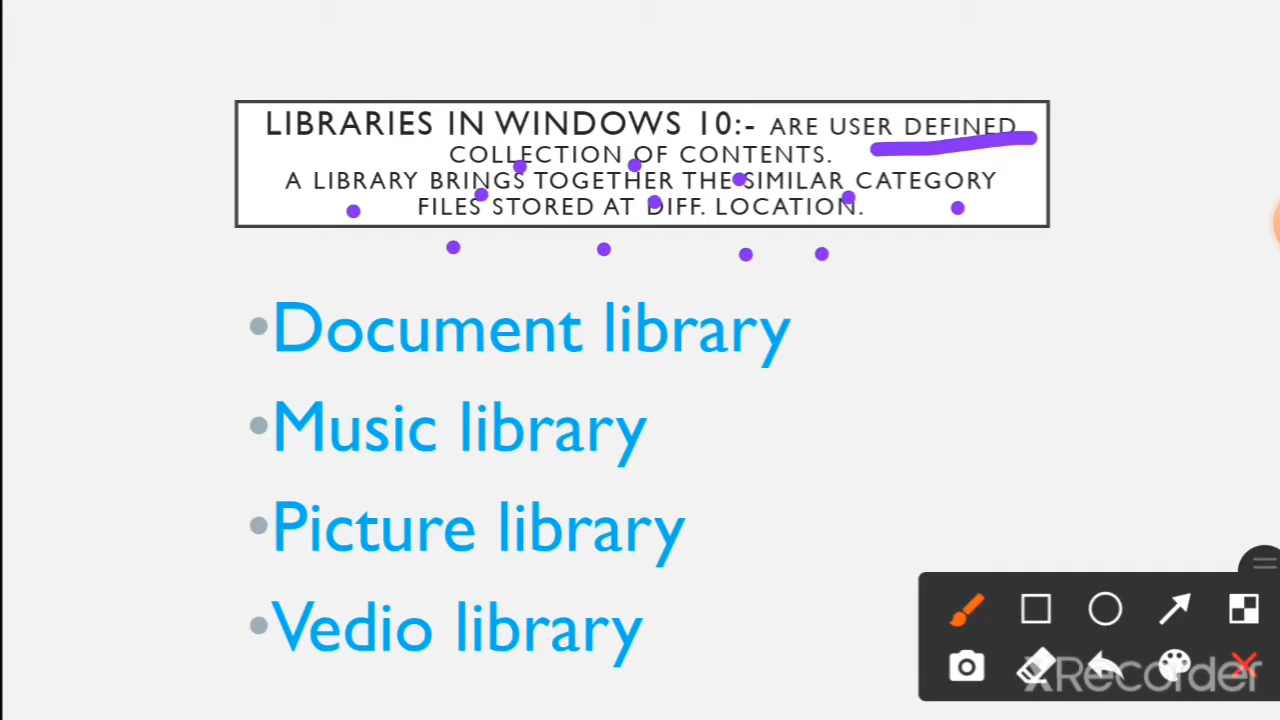 LIBRARIES IN WINDOWS 10:- ARE USER DEFINED
COLLECTION OF CONTENTS.
A LIBRARY BRINGS TOGETHER THE SIMILAR CATEGORY
FILES STORED AT DIFF. LOCATION.
•Document library
•Music library
•Picture library
•Vedio library
XRecorder